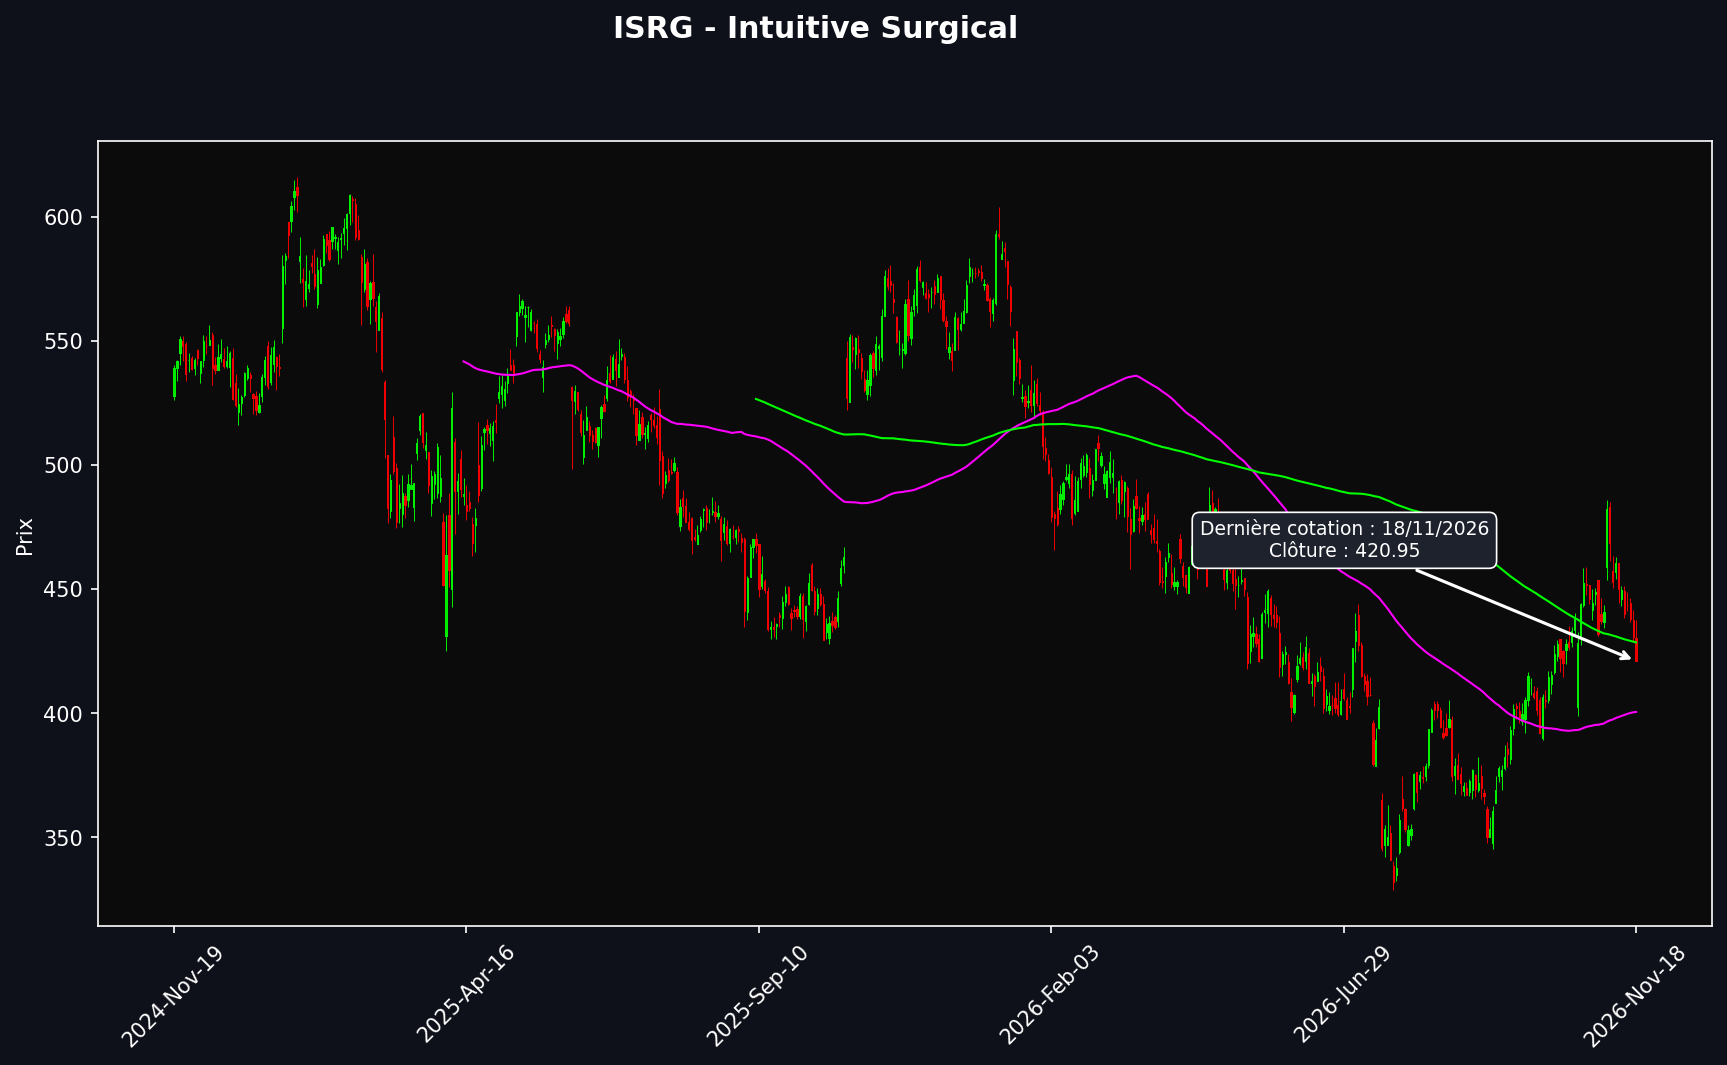 ISRG - Intuitive Surgical
Prix
600
550
500
450
400
350
Dernière cotation : 18/11/2026
Clôture : 420.95
2024-Nov-19
2025-Apr-16
2025-Sep-10
2026-Feb-03
2026-Jun-29
2026-Nov-18